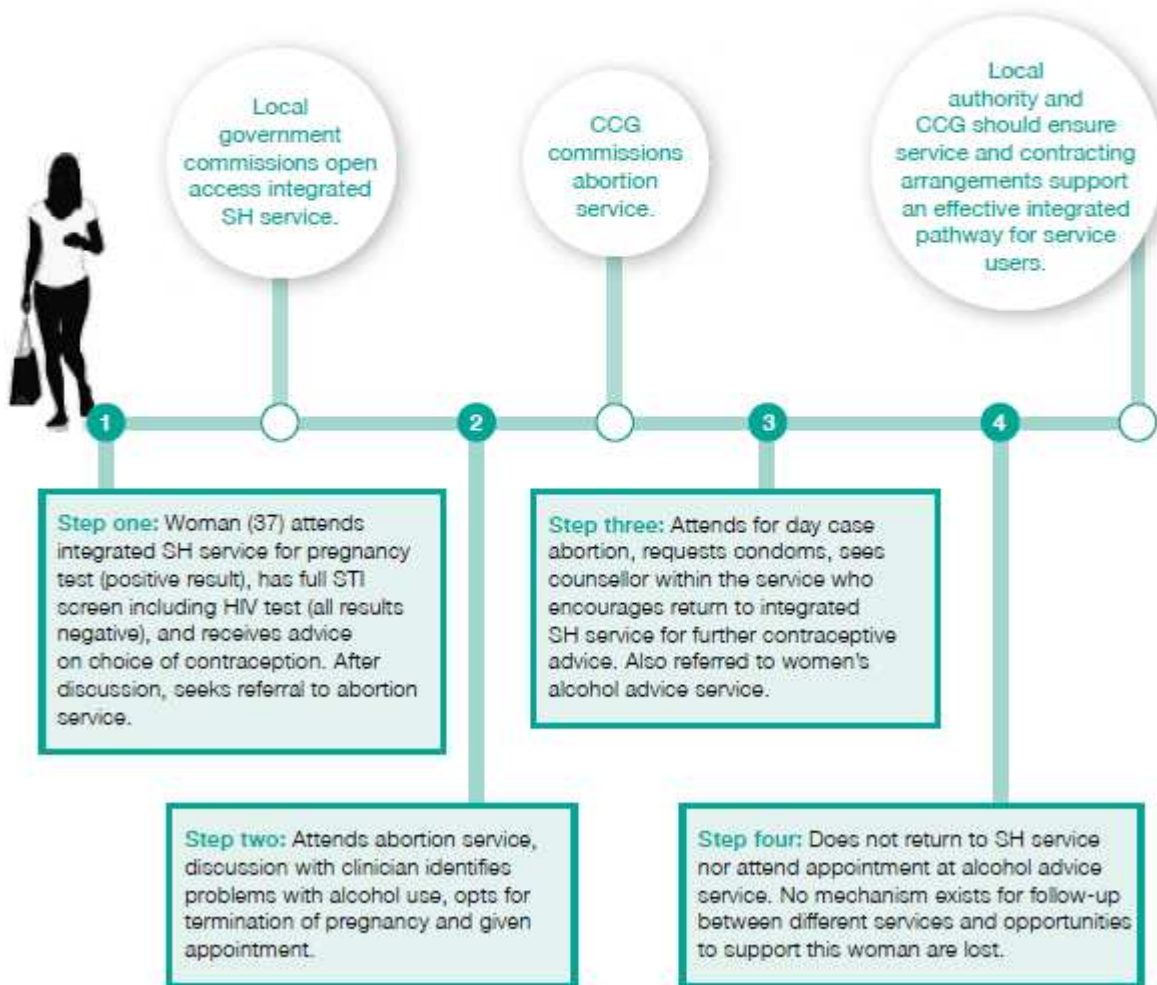 Local
government
commissions open
access integrated
SH service.
CCG
commissions
abortion
service.
Local
authority and
CCG should ensure
service and contracting
arrangements support
an effective integrated
pathway for service
users.
1
2
3
4
Step one: Woman (37) attends
integrated SH service for pregnancy
test (positive result), has full STI
screen including HIV test (all results
negative), and receives advice
on choice of contraception. After
discussion, seeks referral to abortion
service.
Step three: Attends for day case
abortion, requests condoms, sees
counsellor within the service who
encourages return to integrated
SH service for further contraceptive
advice. Also referred to women's
alcohol advice service.
Step two: Attends abortion service,
discussion with clinician identifies
problems with alcohol use, opts for
termination of pregnancy and given
appointment.
Step four: Does not return to SH service
nor attend appointment at alcohol advice
service. No mechanism exists for follow-up
between different services and opportunities
to support this woman are lost.